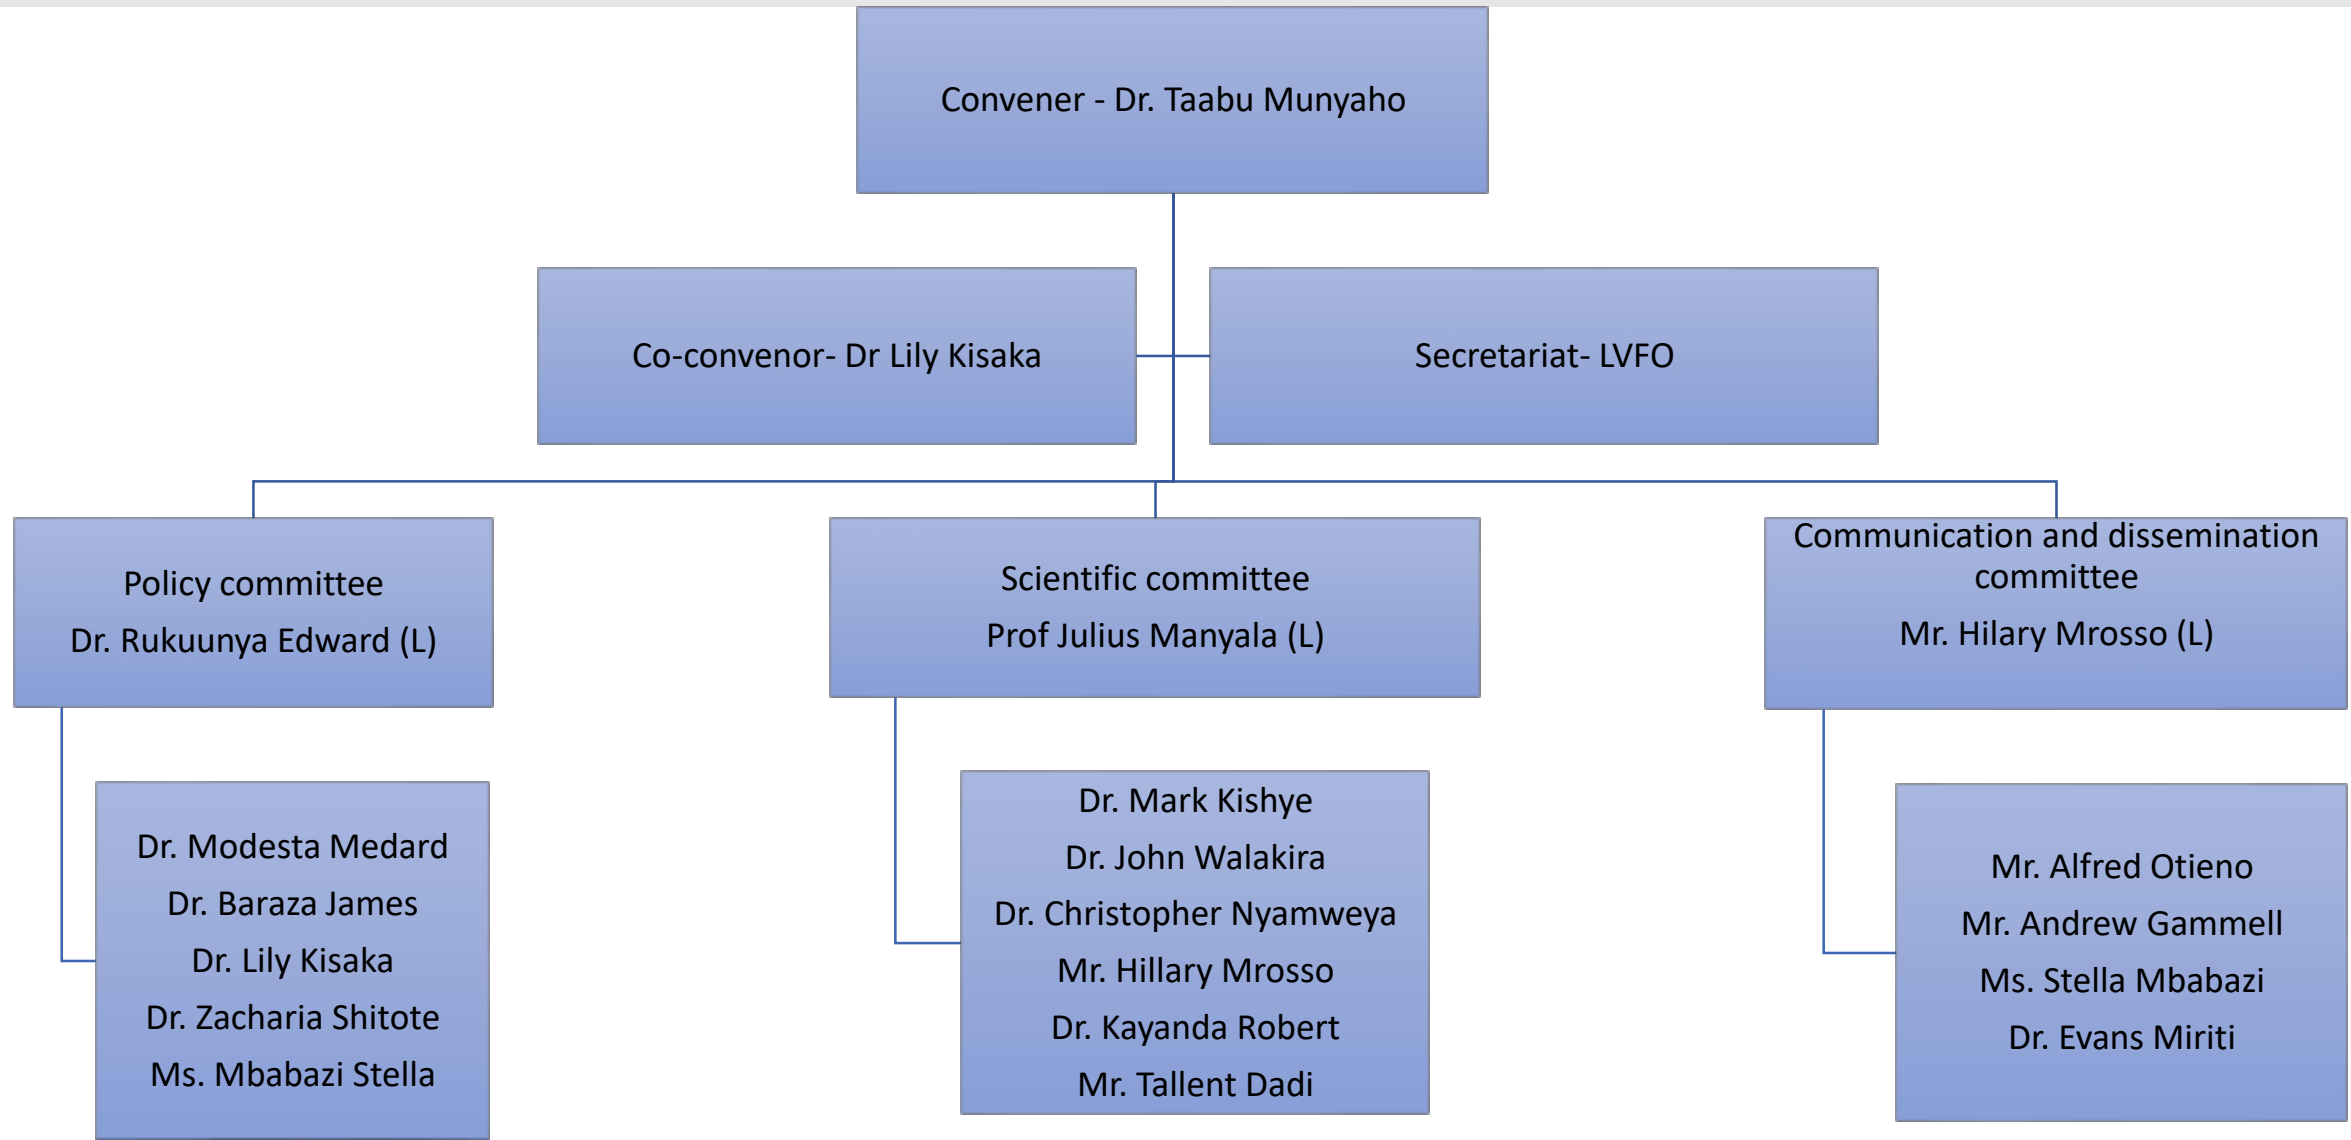 Convener - Dr. Taabu Munyaho
Co-convenor- Dr Lily Kisaka
Secretariat- LVFO
Policy committee
Dr. Rukuunya Edward (L)
Scientific committee
Prof Julius Manyala (L)
Communication and dissemination
committee
Mr. Hilary Mrosso (L)
Dr. Modesta Medard
Dr. Baraza James
Dr. Lily Kisaka
Dr. Zacharia Shitote
Ms. Mbabazi Stella
Dr. Mark Kishye
Dr. John Walakira
Dr. Christopher Nyamweya
Mr. Hillary Mrosso
Dr. Kayanda Robert
Mr. Tallent Dadi
Mr. Alfred Otieno
Mr. Andrew Gammell
Ms. Stella Mbabazi
Dr. Evans Miriti